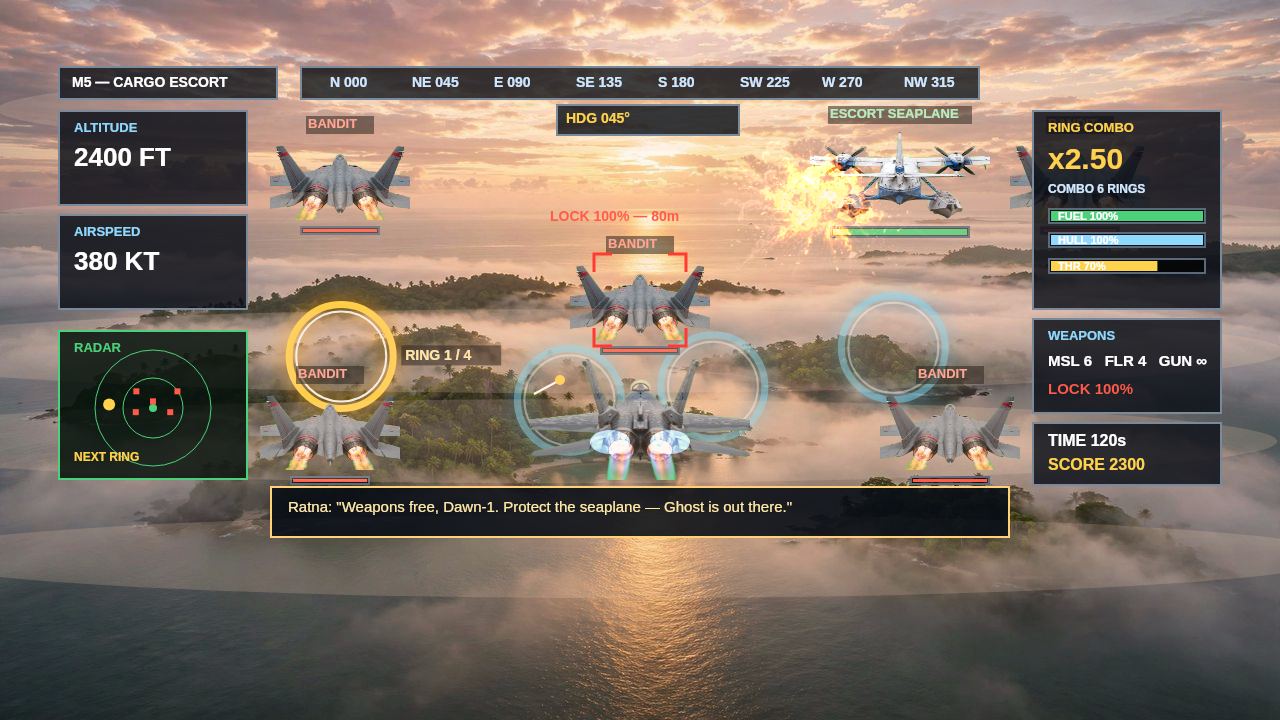 M5 — CARGO ESCORT
N 000 NE 045 E 090 SE 135 S 180 SW 225 W 270 NW 315
HDG 045°
ALTITUDE
2400 FT
AIRSPEED
380 KT
RADAR
NEXT RING
BANDIT
ESCORT SEAPLANE
LOCK 100% — 80m
BANDIT
RING 1 / 4
BANDIT
BANDIT
RING COMBO
x2.50
COMBO 6 RINGS
FUEL 100%
HULL 100%
THR 70%
WEAPONS
MSL 6 FLR 4 GUN ∞
LOCK 100%
TIME 120s
SCORE 2300
Ratna: "Weapons free, Dawn-1. Protect the seaplane — Ghost is out there."